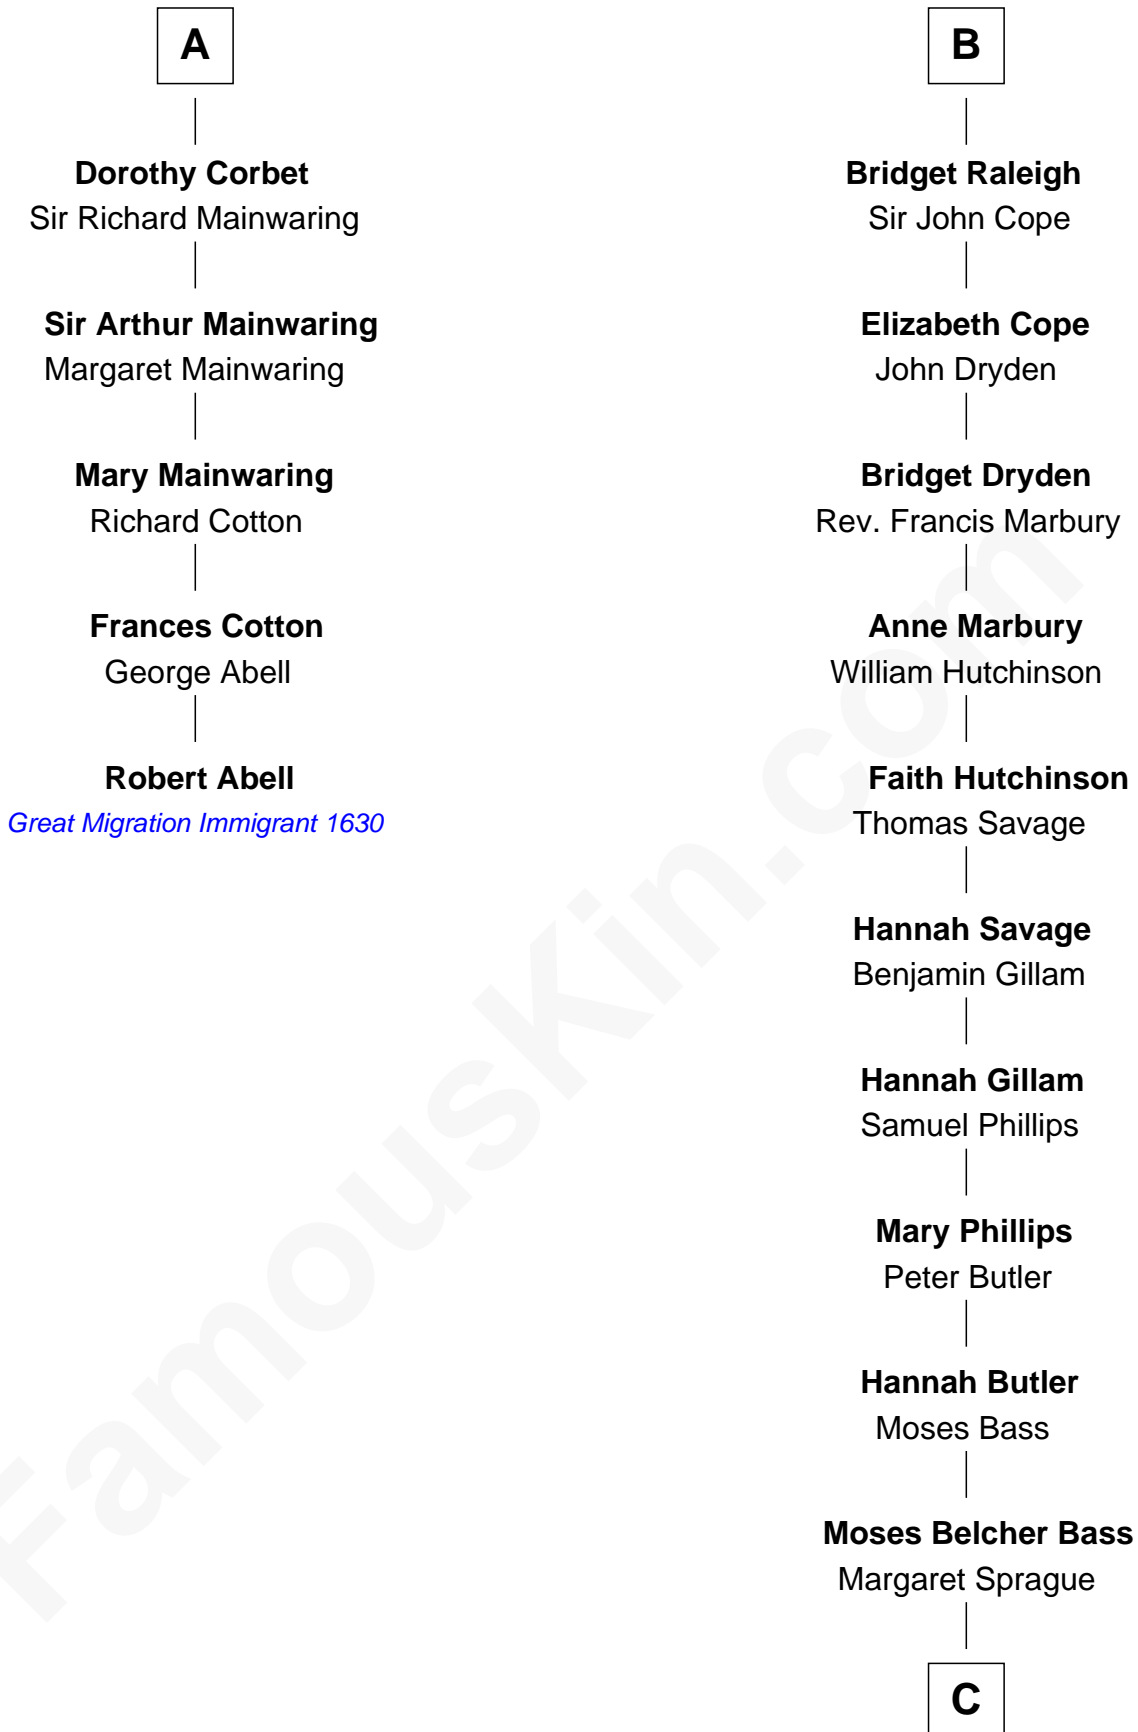 A
Dorothy Corbet
Sir Richard Mainwaring
Sir Arthur Mainwaring
Margaret Mainwaring
Mary Mainwaring
Richard Cotton
Frances Cotton
George Abell
Robert Abell
Great Migration Immigrant 1630
B
Bridget Raleigh
Sir John Cope
Elizabeth Cope
John Dryden
Bridget Dryden
Rev. Francis Marbury
Anne Marbury
William Hutchinson
Faith Hutchinson
Thomas Savage
Hannah Savage
Benjamin Gillam
Hannah Gillam
Samuel Phillips
Mary Phillips
Peter Butler
Hannah Butler
Moses Bass
Moses Belcher Bass
Margaret Sprague
C
FamousKin.com